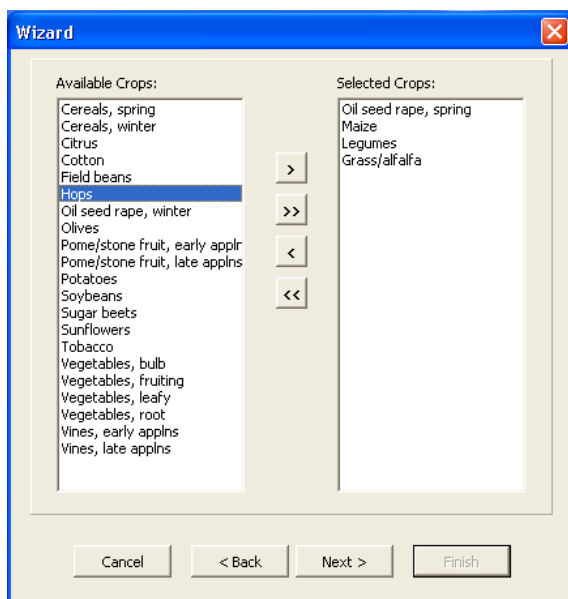 Wizard
Available Crops:
Cereals, spring
Cereals, winter
Citrus
Cotton
Field beans
Hops
Oil seed rape, winter
Olives
Pome/stone fruit, early applr
Pome/stone fruit, late applns
Potatoes
Soybeans
Sugar beets
Sunflowers
Tobacco
Vegetables, bulb
Vegetables, fruiting
Vegetables, leafy
Vegetables, root
Vines, early applns
Vines, late applns
>
>>
<
<<
Selected Crops:
Oil seed rape, spring
Maize
Legumes
Grass/alfalfa
Cancel
< Back
Next >
Finish